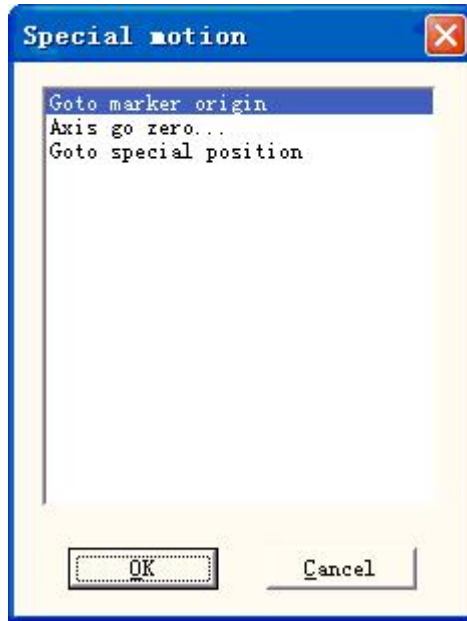 Special motion
Goto marker origin
Axis go zero...
Goto special position
OK
Cancel